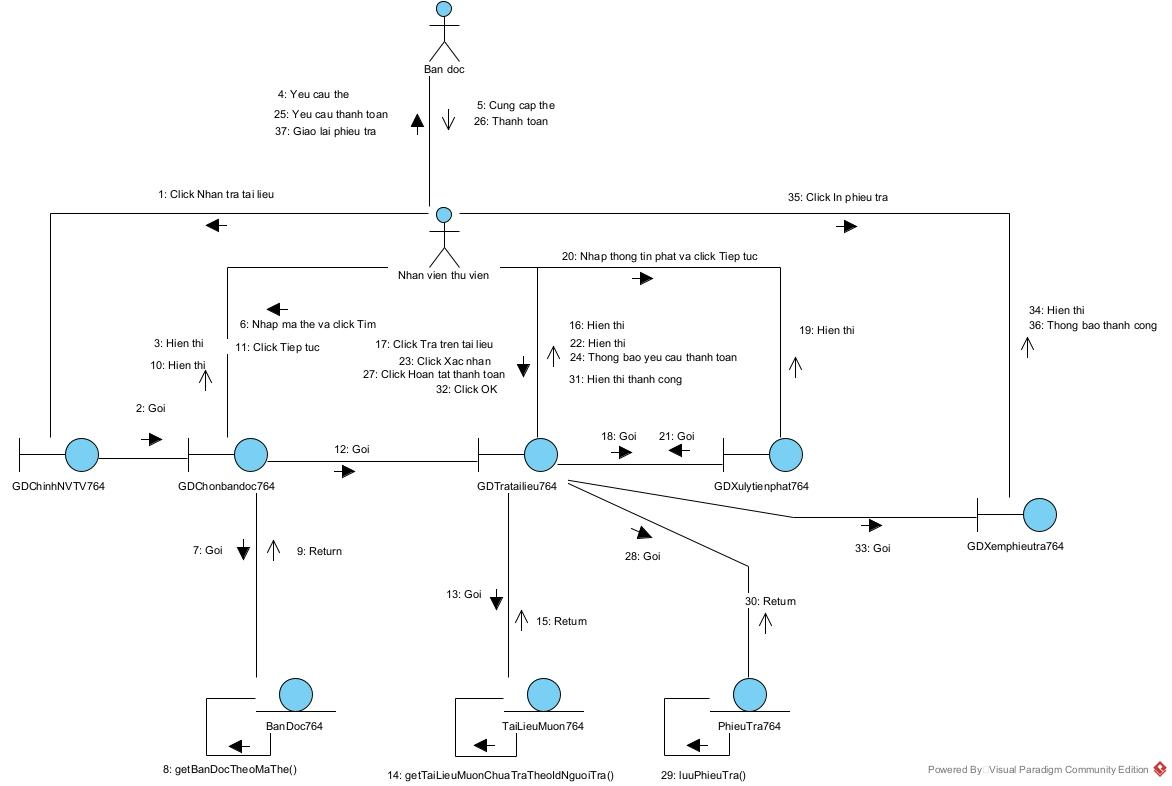 Ban doc
4: Yeu cau the
25: Yeu cau thanh toan
37: Giao lai phieu tra
5: Cung cap the
26: Thanh toan
1: Click Nhan tra tai lieu
35: Click In phieu tra
Nhan vien thu vien
20: Nhap thong tin phat va click Tiep tuc
6: Nhap ma the va click Tim
11: Click Tiep tuc
3: Hien thi
10: Hien thi
17: Click Tra tren tai lieu
23: Click Xac nhan
27: Click Hoan tat thanh toan
32: Click OK
16: Hien thi
22: Hien thi
24: Thong bao yeu cau thanh toan
31: Hien thi thanh cong
19: Hien thi
34: Hien thi
36: Thong bao thanh cong
2: Goi
12: Goi
18: Goi
21: Goi
GDChinhNVTV764
GDChonbandoc764
GDTratailieu764
GDXulytienphat764
GDXemphieutra764
7: Goi
9: Return
13: Goi
15: Return
28: Goi
33: Goi
30: Return
BanDoc764
TaiLieuMuon764
PhieuTra764
8: getBanDocTheoMaThe()
14: getTaiLieuMuonChuaTraTheoIdNguoiTra()
29: luuPhieuTra()
Powered By Visual Paradigm Community Edition